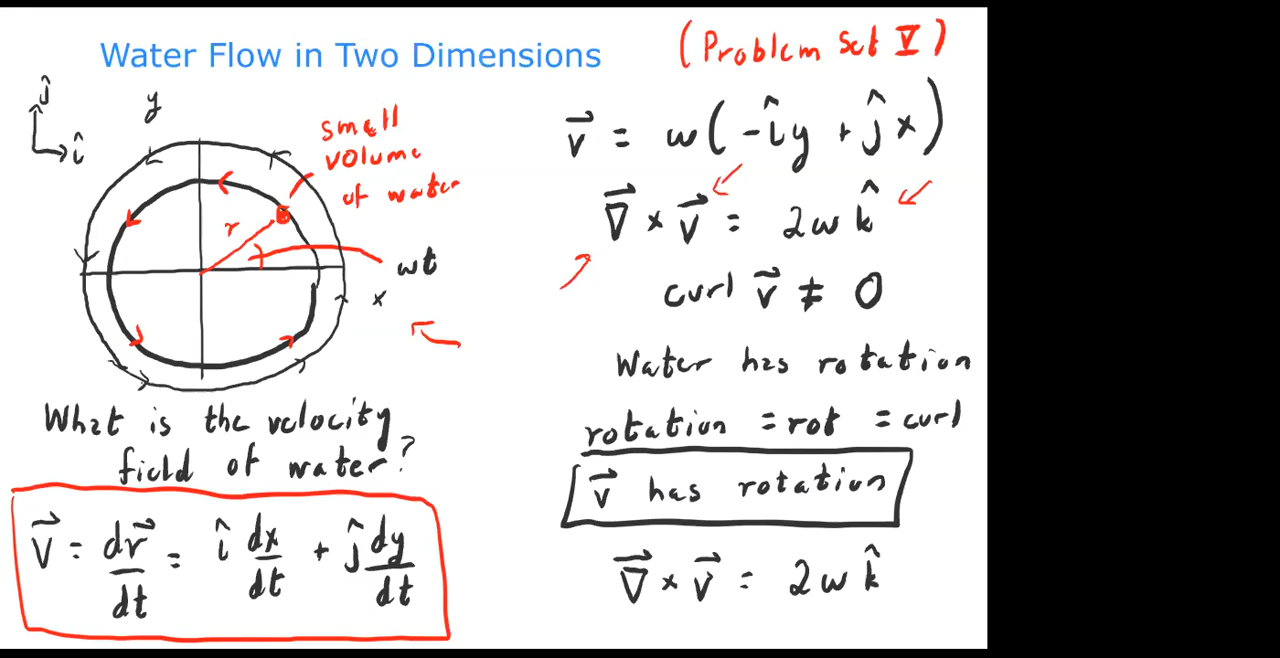 Water Flow in Two Dimensions
(Problem Set V)
ĵ
î
y
small
volume
of water
r
ωt
x
What is the velocity
field of water?
v⃗ = dr⃗/dt = î dx/dt + ĵ dy/dt
v⃗ = ω(-îy + ĵx)
∇⃗ × v⃗ = 2ω k̂
curl v⃗ ≠ 0
Water has rotation
rotation = rot = curl
v⃗ has rotation
∇⃗ × v⃗ = 2ω k̂